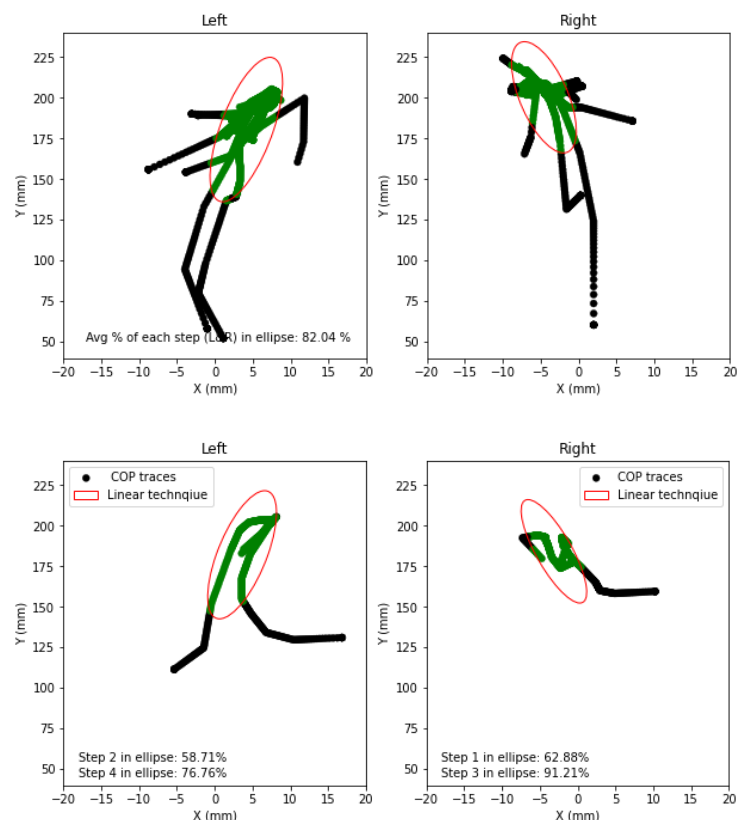 Left
Right
225
200
175
150
125
100
75
50
Y (mm)
Avg % of each step (L&R) in ellipse: 82.04 %
−20 −15 −10 −5 0 5 10 15 20
X (mm)
225
200
175
150
125
100
75
50
Y (mm)
−20 −15 −10 −5 0 5 10 15 20
X (mm)
Left
Right
225
200
175
150
125
100
75
50
Y (mm)
COP traces
Linear technqiue
Step 2 in ellipse: 58.71%
Step 4 in ellipse: 76.76%
−20 −15 −10 −5 0 5 10 15 20
X (mm)
225
200
175
150
125
100
75
50
Y (mm)
COP traces
Linear technqiue
Step 1 in ellipse: 62.88%
Step 3 in ellipse: 91.21%
−20 −15 −10 −5 0 5 10 15 20
X (mm)